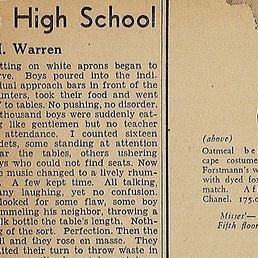 High School
I. Warren
tting on white aprons began to
rve. Boys poured into the indi-
dual approach bars in front of the
unters, took their food and went
tables. No pushing, no disorder.
thousand boys were suddenly eat-
g like gentlemen but no teacher
attendance. I counted sixteen
dets, some standing at attention
ar the tables, others ushering
ys who could not find seats. Now
e music changed to a lively rhum-
. A few kept time. All talking,
any laughing, yet no confusion.
looked for some flaw, some boy
mmeling his neighbor, throwing a
lk bottle the table's length. Noth-
g of the sort. Perfection. Then the
ll and they rose en masse. They
ited their turn to throw waste in
(above)
Oatmeal be
cape costume
Forstmann's w
with dyed fo
match. A f
Chanel. 175.0
Misses'—
Fifth floor